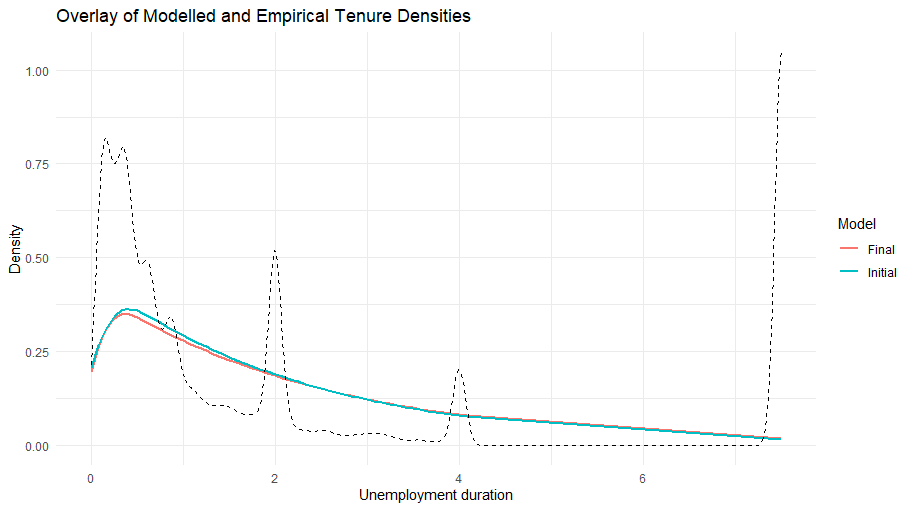 Overlay of Modelled and Empirical Tenure Densities
1.00
0.75
0.50
0.25
0.00
Density
0 2 4 6
Unemployment duration
Model
Final
Initial